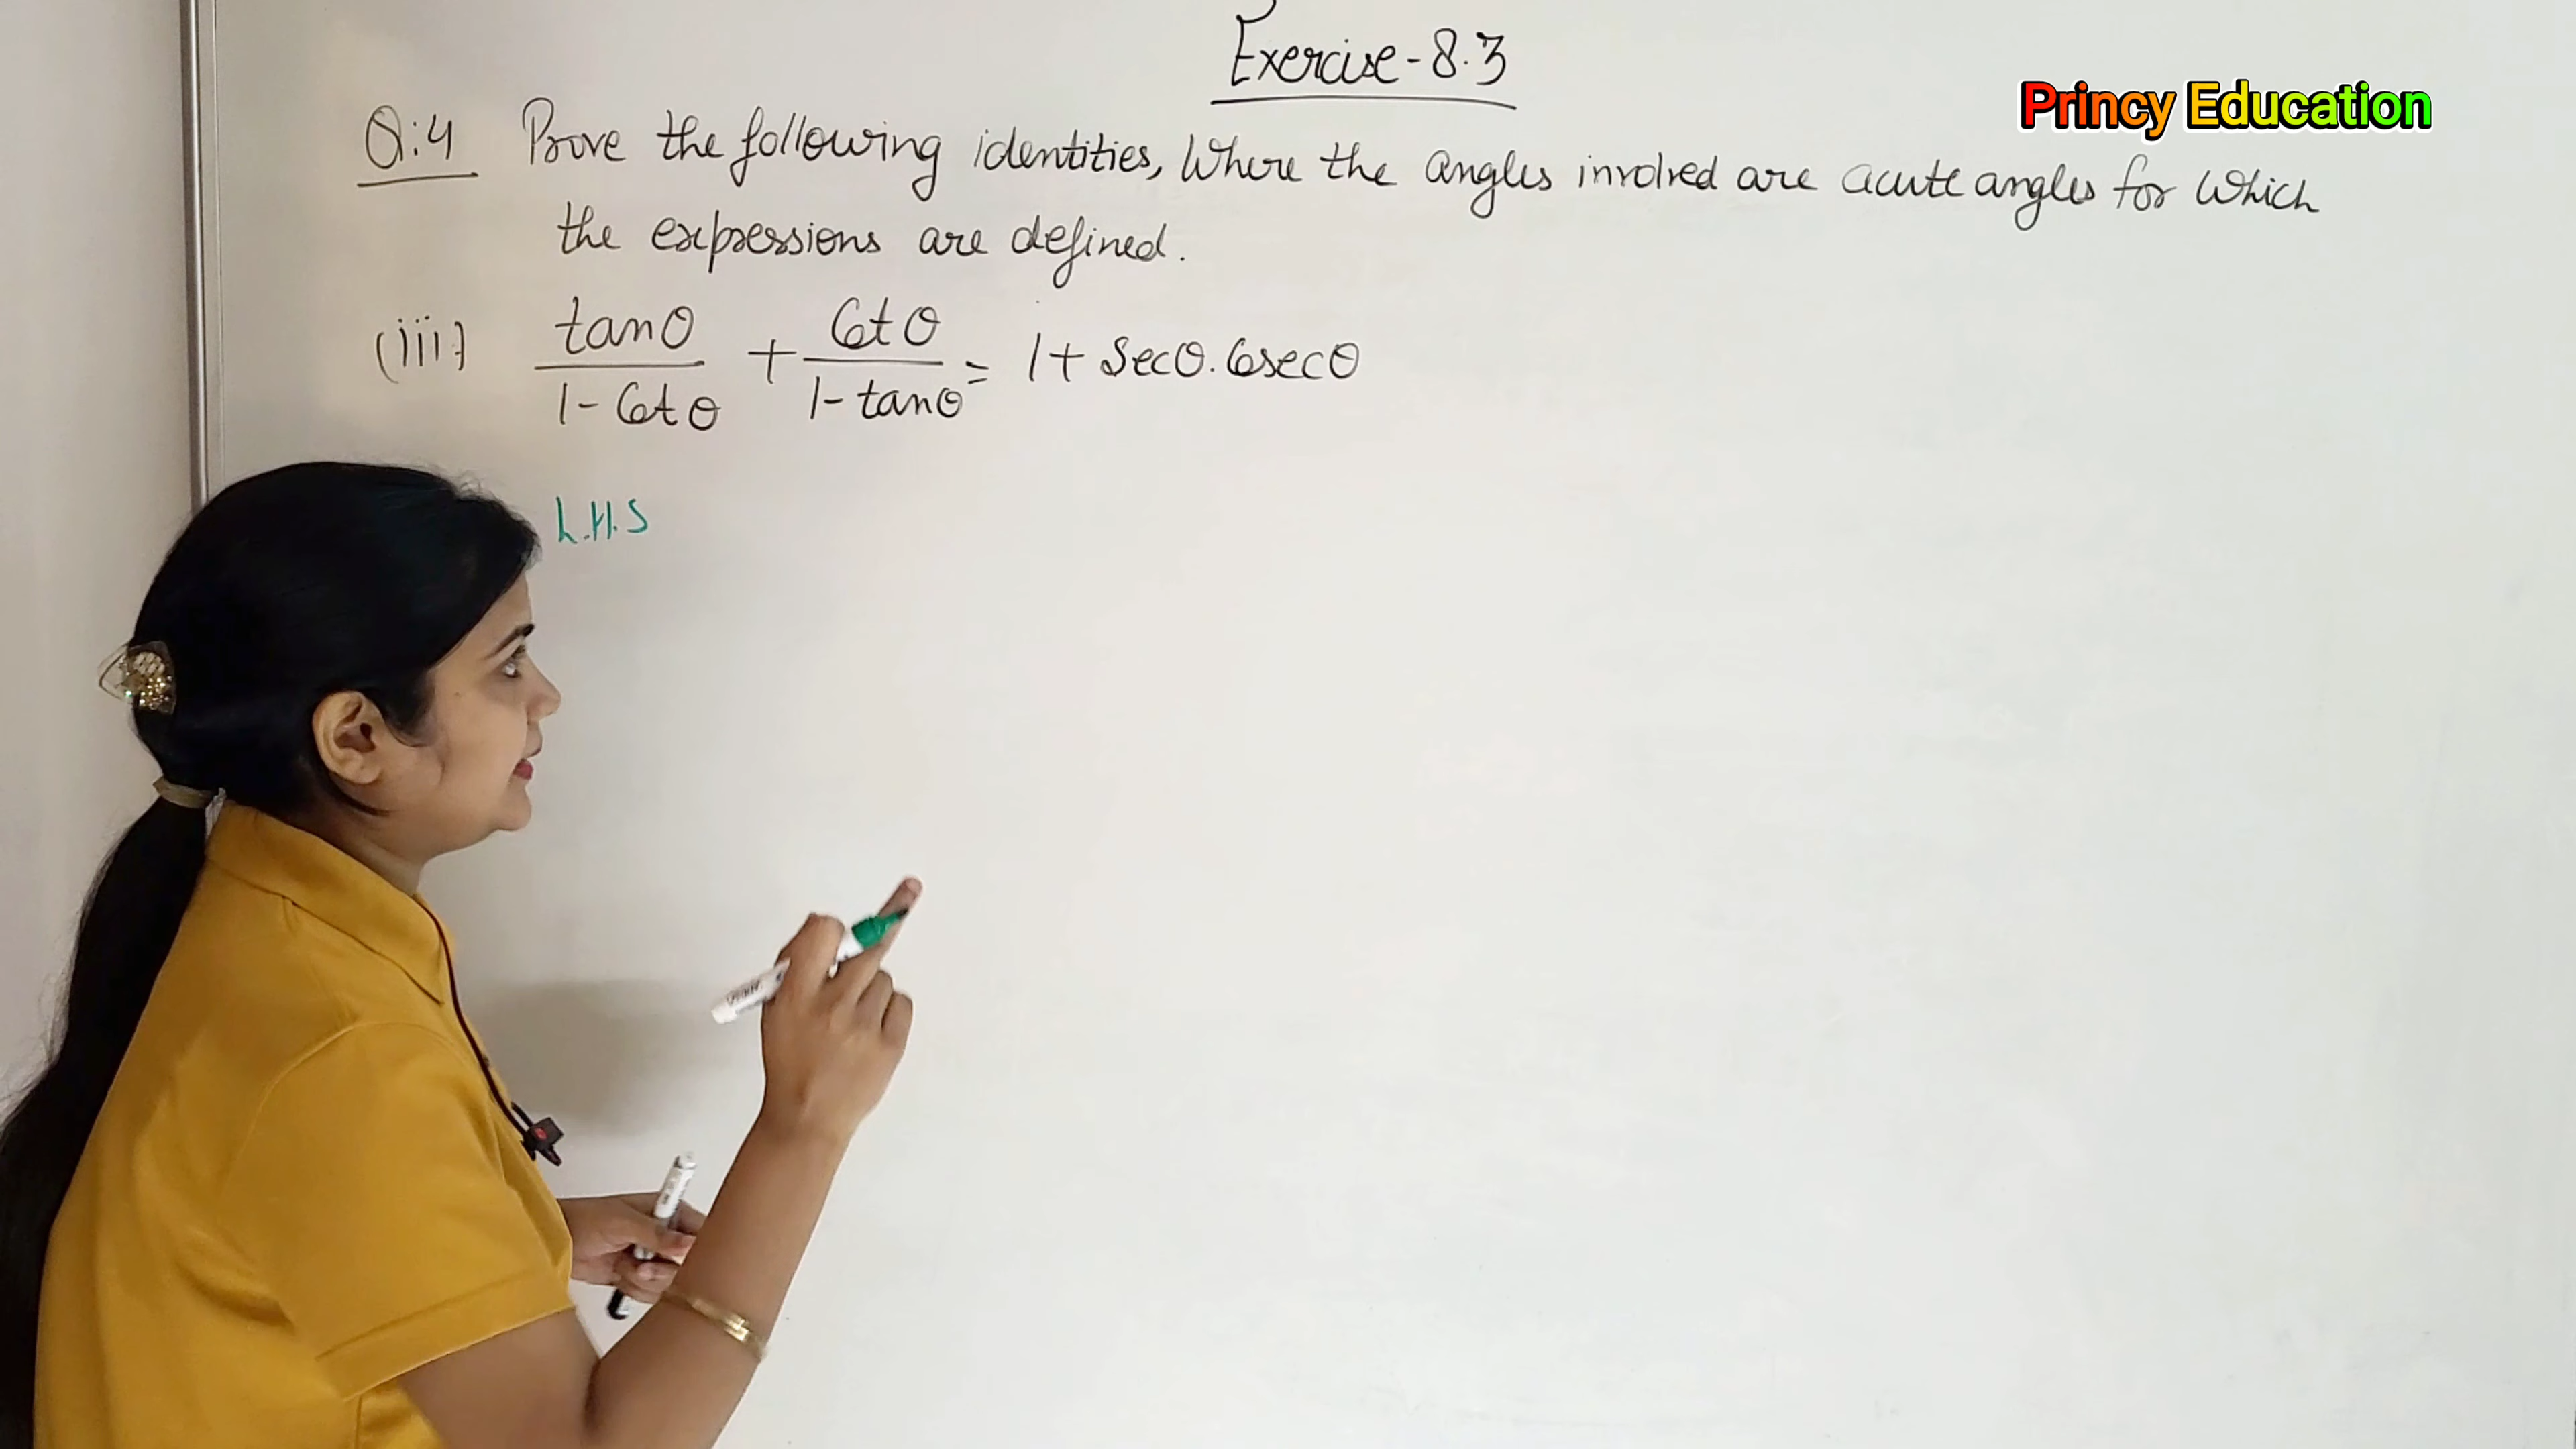 Exercise-8.3
Princy Education
Q:4 Prove the following identities, Where the angles involved are acute angles for which
the expressions are defined.
(iii) tanθ/(1-Cotθ) + Cotθ/(1-tanθ) = 1+ Secθ.Cosecθ
L.H.S